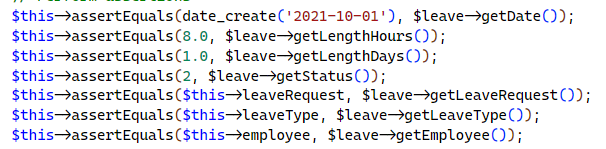 $this->assertEquals(date_create('2021-10-01'), $leave->getDate());
$this->assertEquals(8.0, $leave->getLengthHours());
$this->assertEquals(1.0, $leave->getLengthDays());
$this->assertEquals(2, $leave->getStatus());
$this->assertEquals($this->leaveRequest, $leave->getLeaveRequest());
$this->assertEquals($this->leaveType, $leave->getLeaveType());
$this->assertEquals($this->employee, $leave->getEmployee());